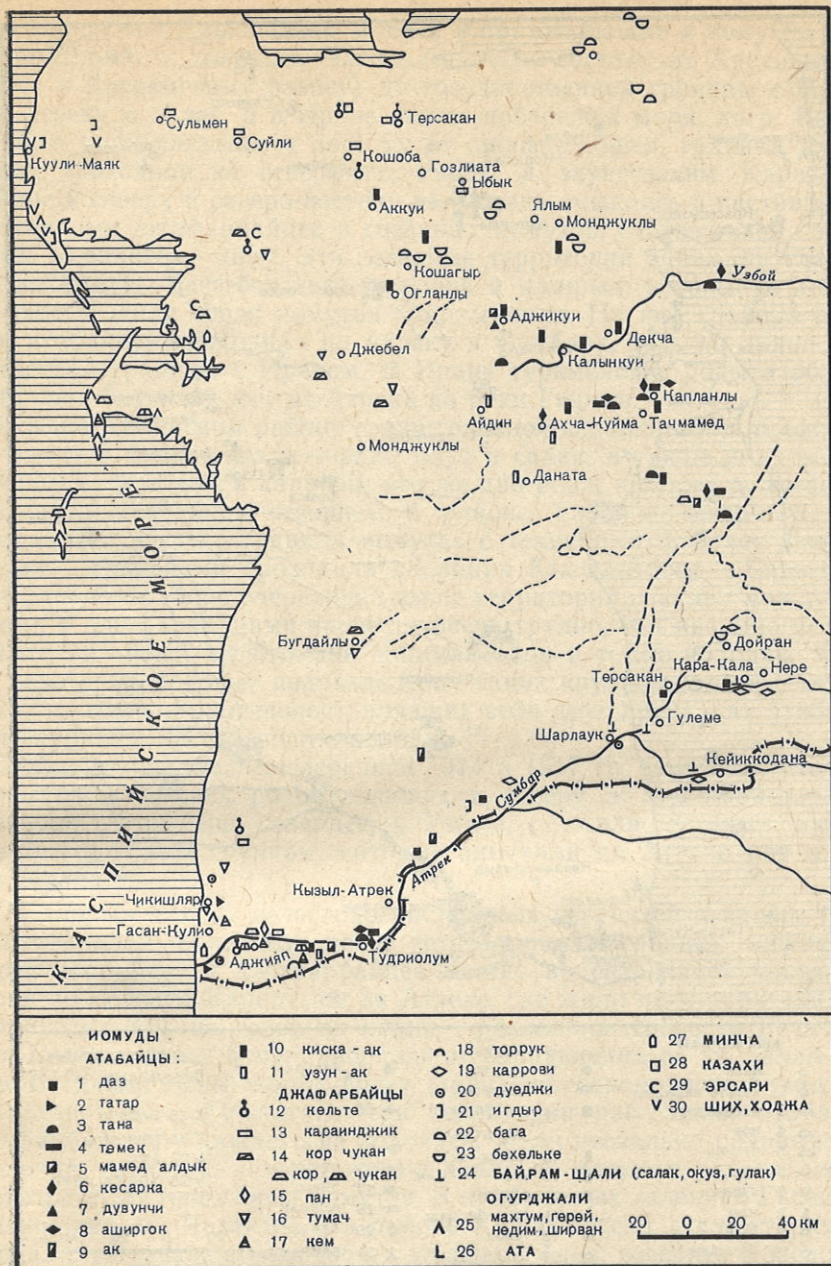 Сульмен
Суйли
Терсакан
Куули-Маяк
Кошоба
Гозлиата
Ыбык
Аккуи
Ялым
Монджуклы
С
Кошагыр
Огланлы
Узбой
Аджикуи
Декча
Калынкуи
Джебел
Капланлы
Айдин
Ахча-Куйма
Тачмамед
Монджуклы
Даната
КАСПИЙСКОЕ МОРЕ
Бугдайлы
Дойран
Кара-Кала
Нере
Терсакан
Гулеме
Шарлаук
Кейиккодана
Сумбар
Атрек
Кызыл-Атрек
Чикишляр
Гасан-Кули
Аджияп
Тудриолум
ИОМУДЫ
АТАБАЙЦЫ:
1 даз
2 татар
3 тана
4 темек
5 мамед алдык
6 кесарка
7 дувунчи
8 аширгок
9 ак
10 киска-ак
11 узун-ак
ДЖАФАРБАЙЦЫ
12 кельте
13 караинджик
14 кор чукан
кор, чукан
15 пан
16 тумач
17 кем
18 торрук
19 каррови
20 дуеджи
21 игдыр
22 бага
23 бехельке
24 БАЙРАМ-ШАЛИ (салак, окуз, гулак)
ОГУРДЖАЛИ
25 махтум, герей,
недим, ширван
26 АТА
27 МИНЧА
28 КАЗАХИ
29 ЭРСАРИ
30 ШИХ, ХОДЖА
20 0 20 40 км